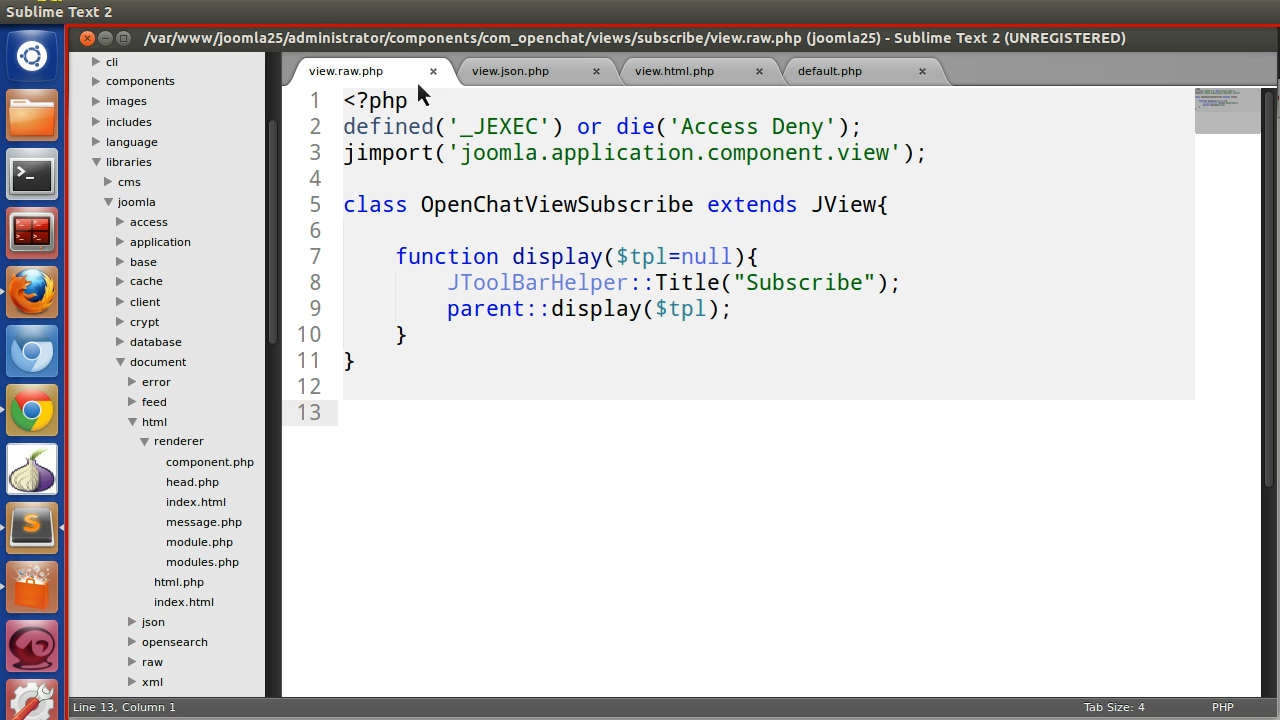 Sublime Text 2
/var/www/joomla25/administrator/components/com_openchat/views/subscribe/view.raw.php (joomla25) - Sublime Text 2 (UNREGISTERED)
cli
components
images
includes
language
libraries
cms
joomla
access
application
base
cache
client
crypt
database
document
error
feed
html
renderer
component.php
head.php
index.html
message.php
module.php
modules.php
html.php
index.html
json
opensearch
raw
xml
view.raw.php × view.json.php × view.html.php × default.php ×
1 <?php
2 defined('_JEXEC') or die('Access Deny');
3 jimport('joomla.application.component.view');
4
5 class OpenChatViewSubscribe extends JView{
6
7 function display($tpl=null){
8 JToolBarHelper::Title("Subscribe");
9 parent::display($tpl);
10 }
11 }
12
13
Line 13, Column 1 Tab Size: 4 PHP